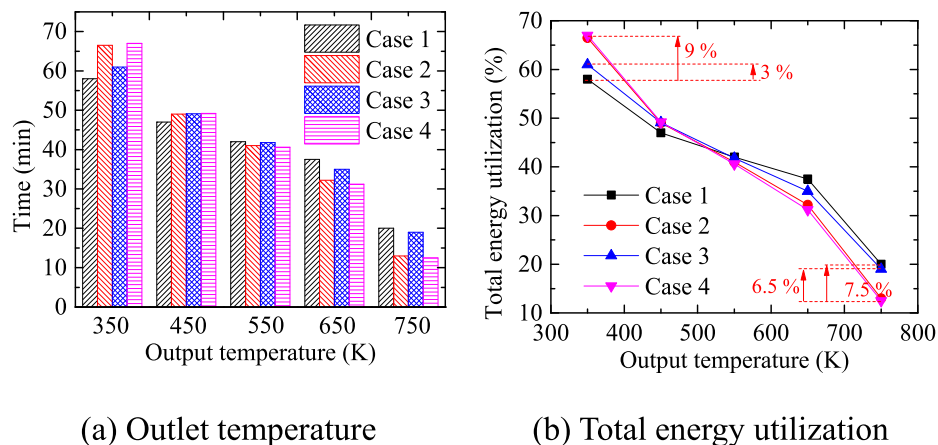 70
60
50
40
30
20
10
0
Time (min)
Case 1
Case 2
Case 3
Case 4
350 450 550 650 750
Output temperature (K)
(a) Outlet temperature
70
60
50
40
30
20
10
Total energy utilization (%)
9 %
3 %
Case 1
Case 2
Case 3
Case 4
6.5 %
7.5 %
300 400 500 600 700 800
Output temperature (K)
(b) Total energy utilization